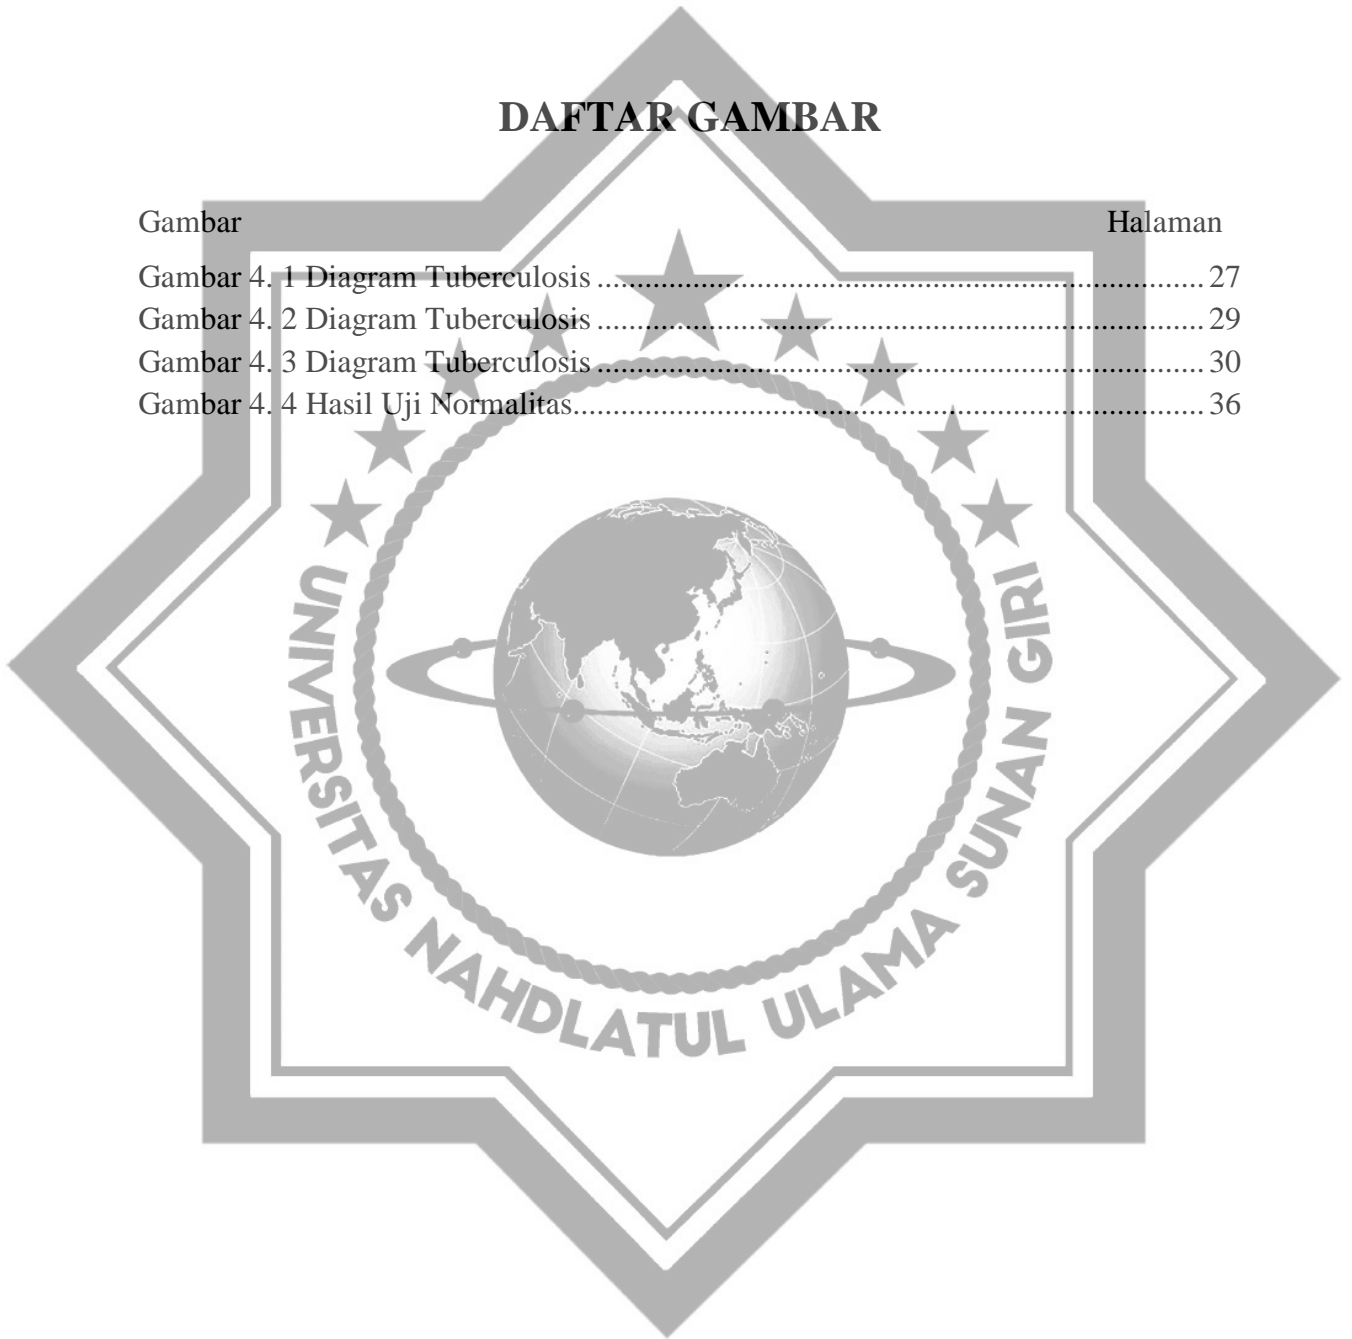 DAFTAR GAMBAR
Gambar Halaman
Gambar 4. 1 Diagram Tuberculosis ........................................................................... 27
Gambar 4. 2 Diagram Tuberculosis ........................................................................... 29
Gambar 4. 3 Diagram Tuberculosis ........................................................................... 30
Gambar 4. 4 Hasil Uji Normalitas.............................................................................. 36
UNIVERSITAS NAHDLATUL ULAMA SUNAN GIRI